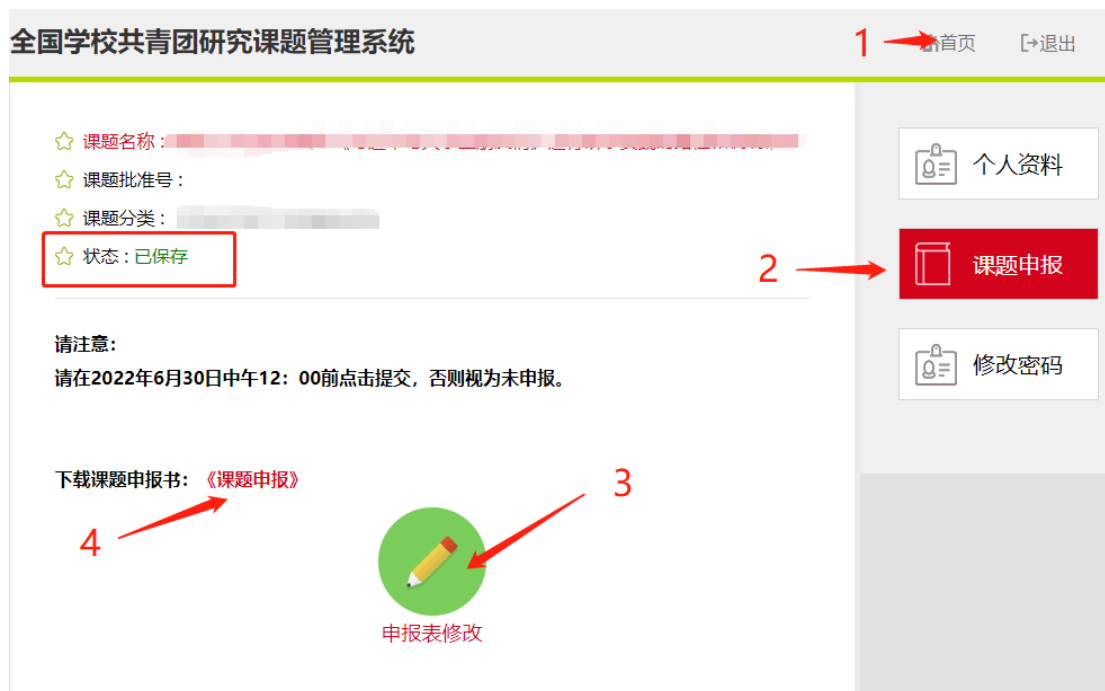 全国学校共青团研究课题管理系统
1
首页
退出
课题名称：
课题批准号：
课题分类：
状态：已保存
个人资料
2
课题申报
修改密码
请注意：
请在2022年6月30日中午12：00前点击提交，否则视为未申报。
下载课题申报书：《课题申报》
3
4
申报表修改